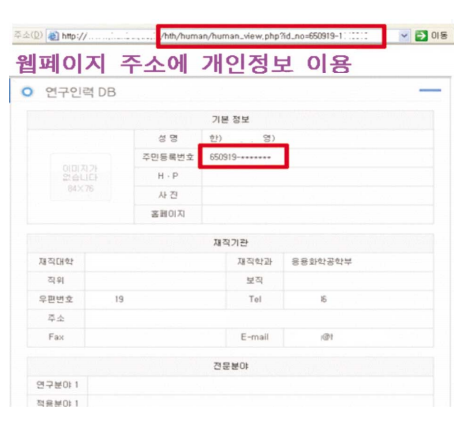 주소(D) http:// /hth/human/human_view.php?id_no=650919-1 이동
웹페이지 주소에 개인정보 이용
연구인력 DB
기본 정보
이미지가 없습니다 84×76
성 명 한) 영)
주민등록번호 650919-*******
H · P
사 진
홈페이지
재직기관
재직대학 재직학과 응용화학공학부
직위 보직
우편번호 19 Tel
주소
Fax E-mail
전문분야
연구분야 1
적용분야 1